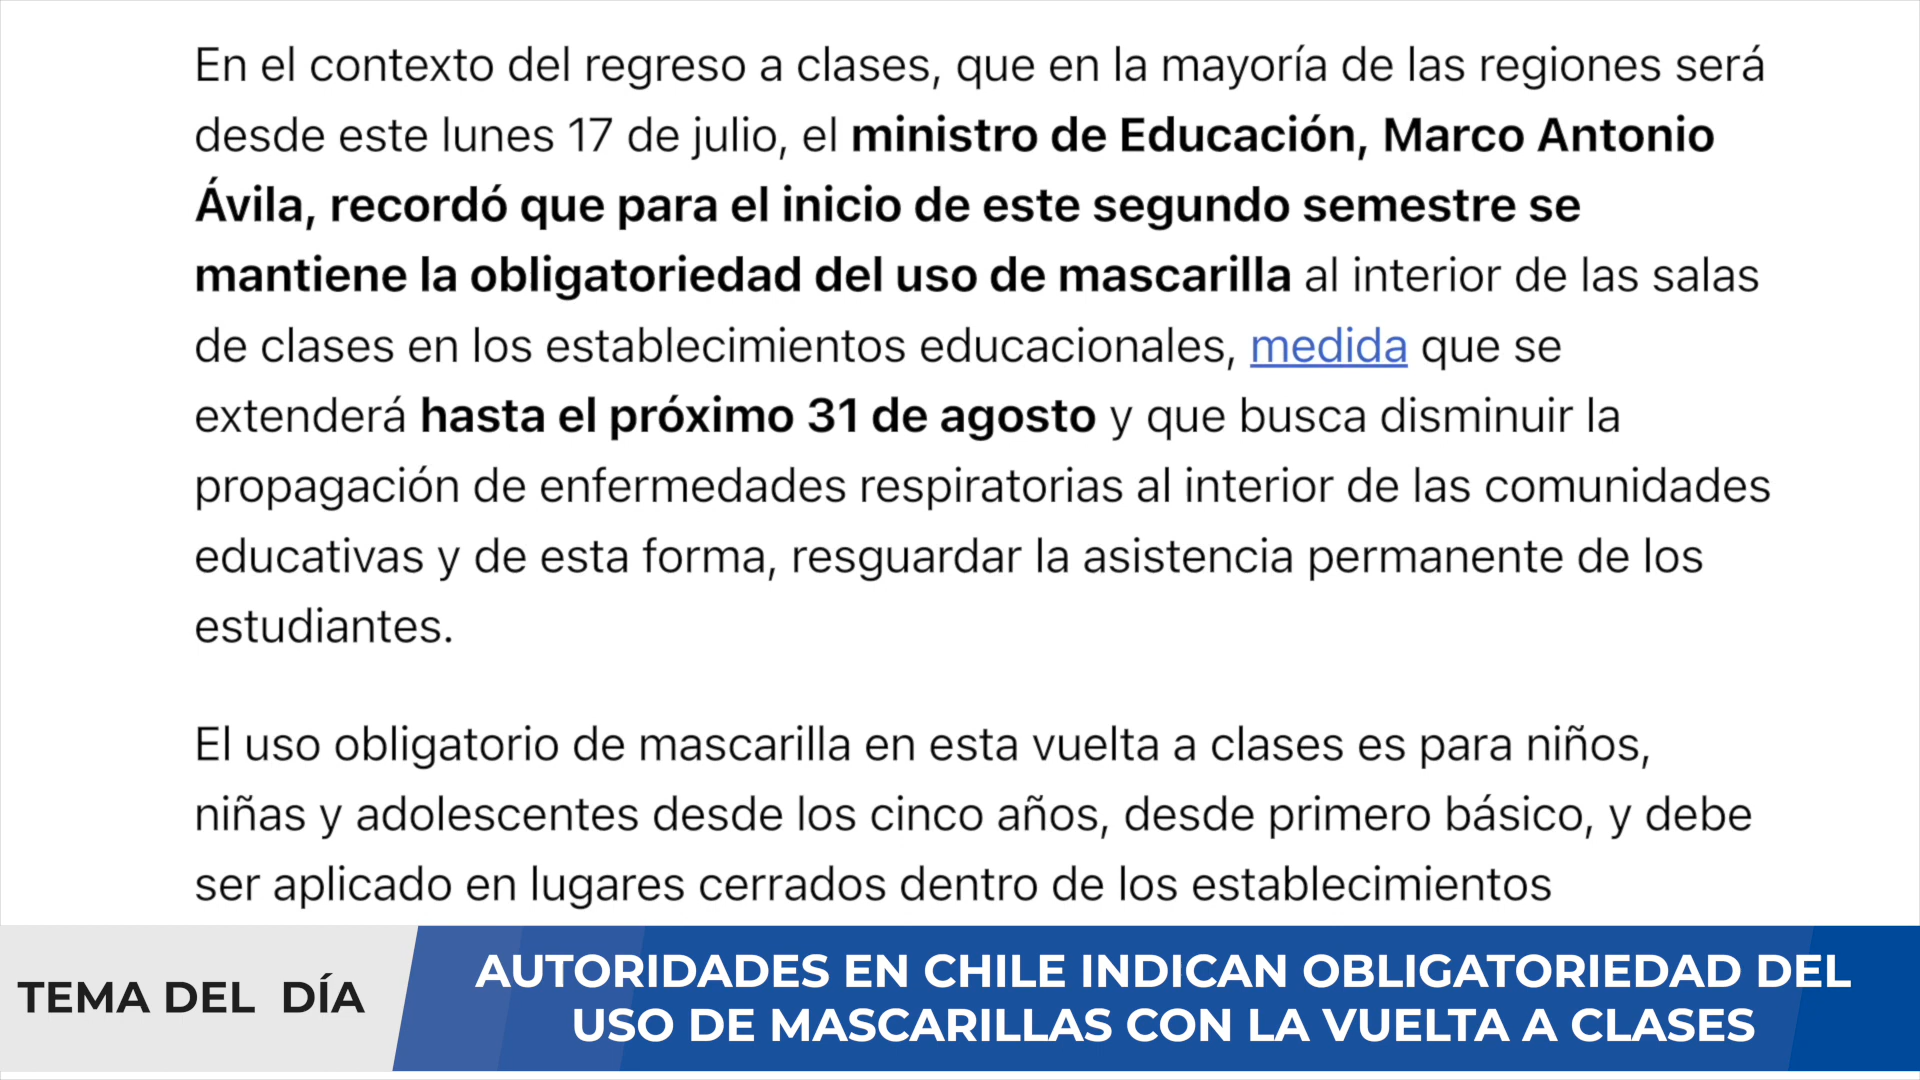 En el contexto del regreso a clases, que en la mayoría de las regiones será
desde este lunes 17 de julio, el ministro de Educación, Marco Antonio
Ávila, recordó que para el inicio de este segundo semestre se
mantiene la obligatoriedad del uso de mascarilla al interior de las salas
de clases en los establecimientos educacionales, medida que se
extenderá hasta el próximo 31 de agosto y que busca disminuir la
propagación de enfermedades respiratorias al interior de las comunidades
educativas y de esta forma, resguardar la asistencia permanente de los
estudiantes.
El uso obligatorio de mascarilla en esta vuelta a clases es para niños,
niñas y adolescentes desde los cinco años, desde primero básico, y debe
ser aplicado en lugares cerrados dentro de los establecimientos
TEMA DEL DÍA
AUTORIDADES EN CHILE INDICAN OBLIGATORIEDAD DEL
USO DE MASCARILLAS CON LA VUELTA A CLASES